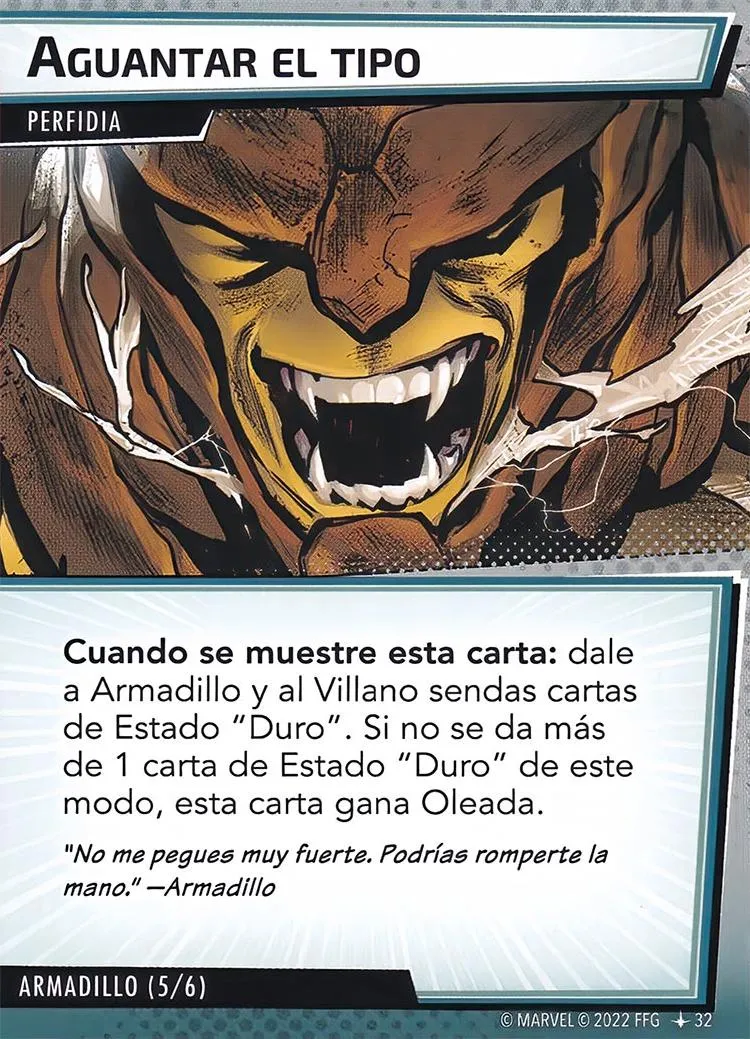 AGUANTAR EL TIPO
PERFIDIA
Cuando se muestre esta carta: dale
a Armadillo y al Villano sendas cartas
de Estado “Duro”. Si no se da más
de 1 carta de Estado “Duro” de este
modo, esta carta gana Oleada.
"No me pegues muy fuerte. Podrías romperte la
mano." —Armadillo
ARMADILLO (5/6)
© MARVEL © 2022 FFG 32